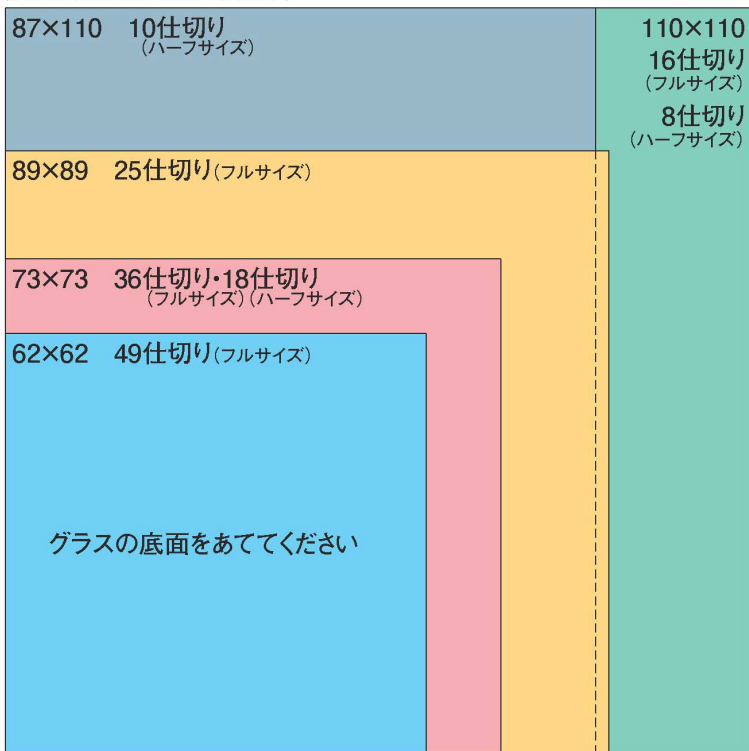 87×110 10仕切り
(ハーフサイズ)
110×110
16仕切り
(フルサイズ)
8仕切り
(ハーフサイズ)
89×89 25仕切り(フルサイズ)
73×73 36仕切り・18仕切り
(フルサイズ)(ハーフサイズ)
62×62 49仕切り(フルサイズ)
グラスの底面をあててください